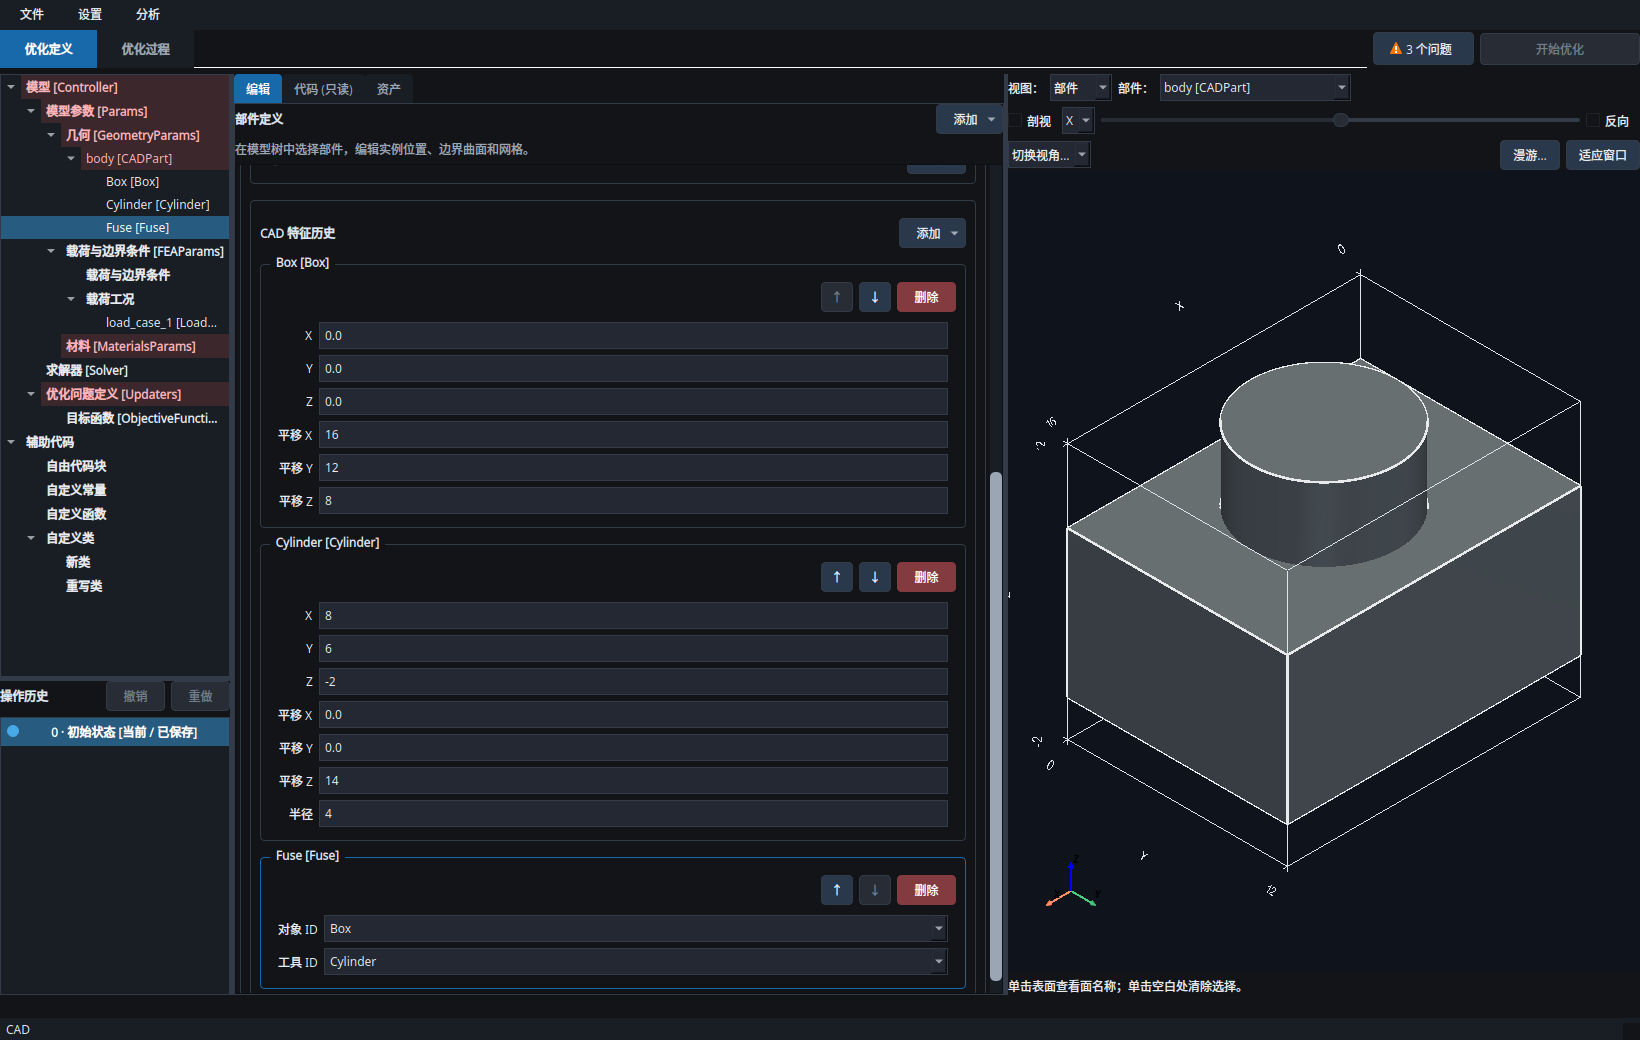 文件 设置 分析
优化定义 优化过程 3 个问题 开始优化
模型 [Controller]
模型参数 [Params]
几何 [GeometryParams]
body [CADPart]
Box [Box]
Cylinder [Cylinder]
Fuse [Fuse]
载荷与边界条件 [FEAParams]
载荷与边界条件
载荷工况
load_case_1 [Load...
材料 [MaterialsParams]
求解器 [Solver]
优化问题定义 [Updaters]
目标函数 [ObjectiveFuncti...
辅助代码
自由代码块
自定义常量
自定义函数
自定义类
新类
重写类
操作历史 撤销 重做
0 · 初始状态 [当前 / 已保存]
编辑 代码 (只读) 资产
部件定义 添加
在模型树中选择部件，编辑实例位置、边界曲面和网格。
CAD 特征历史 添加
Box [Box]
↑ ↓ 删除
X 0.0
Y 0.0
Z 0.0
平移 X 16
平移 Y 12
平移 Z 8
Cylinder [Cylinder]
↑ ↓ 删除
X 8
Y 6
Z -2
平移 X 0.0
平移 Y 0.0
平移 Z 14
半径 4
Fuse [Fuse]
↑ ↓ 删除
对象 ID Box
工具 ID Cylinder
视图： 部件 部件： body [CADPart]
剖视 X 反向
切换视角... 漫游... 适应窗口
0
X
16
-2
-2
0
Y
12
Z
X Y
单击表面查看面名称；单击空白处清除选择。
CAD